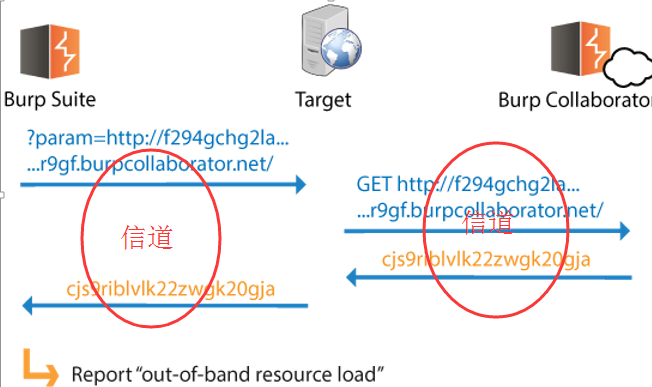 Burp Suite
Target
Burp Collaborator
?param=http://f294gchg2la...
...r9gf.burpcollaborator.net/
GET http://f294gchg2la...
...r9gf.burpcollaborator.net/
信道
信道
cjs9riblvlk22zwgk20gja
cjs9riblvlk22zwgk20gja
Report “out-of-band resource load”